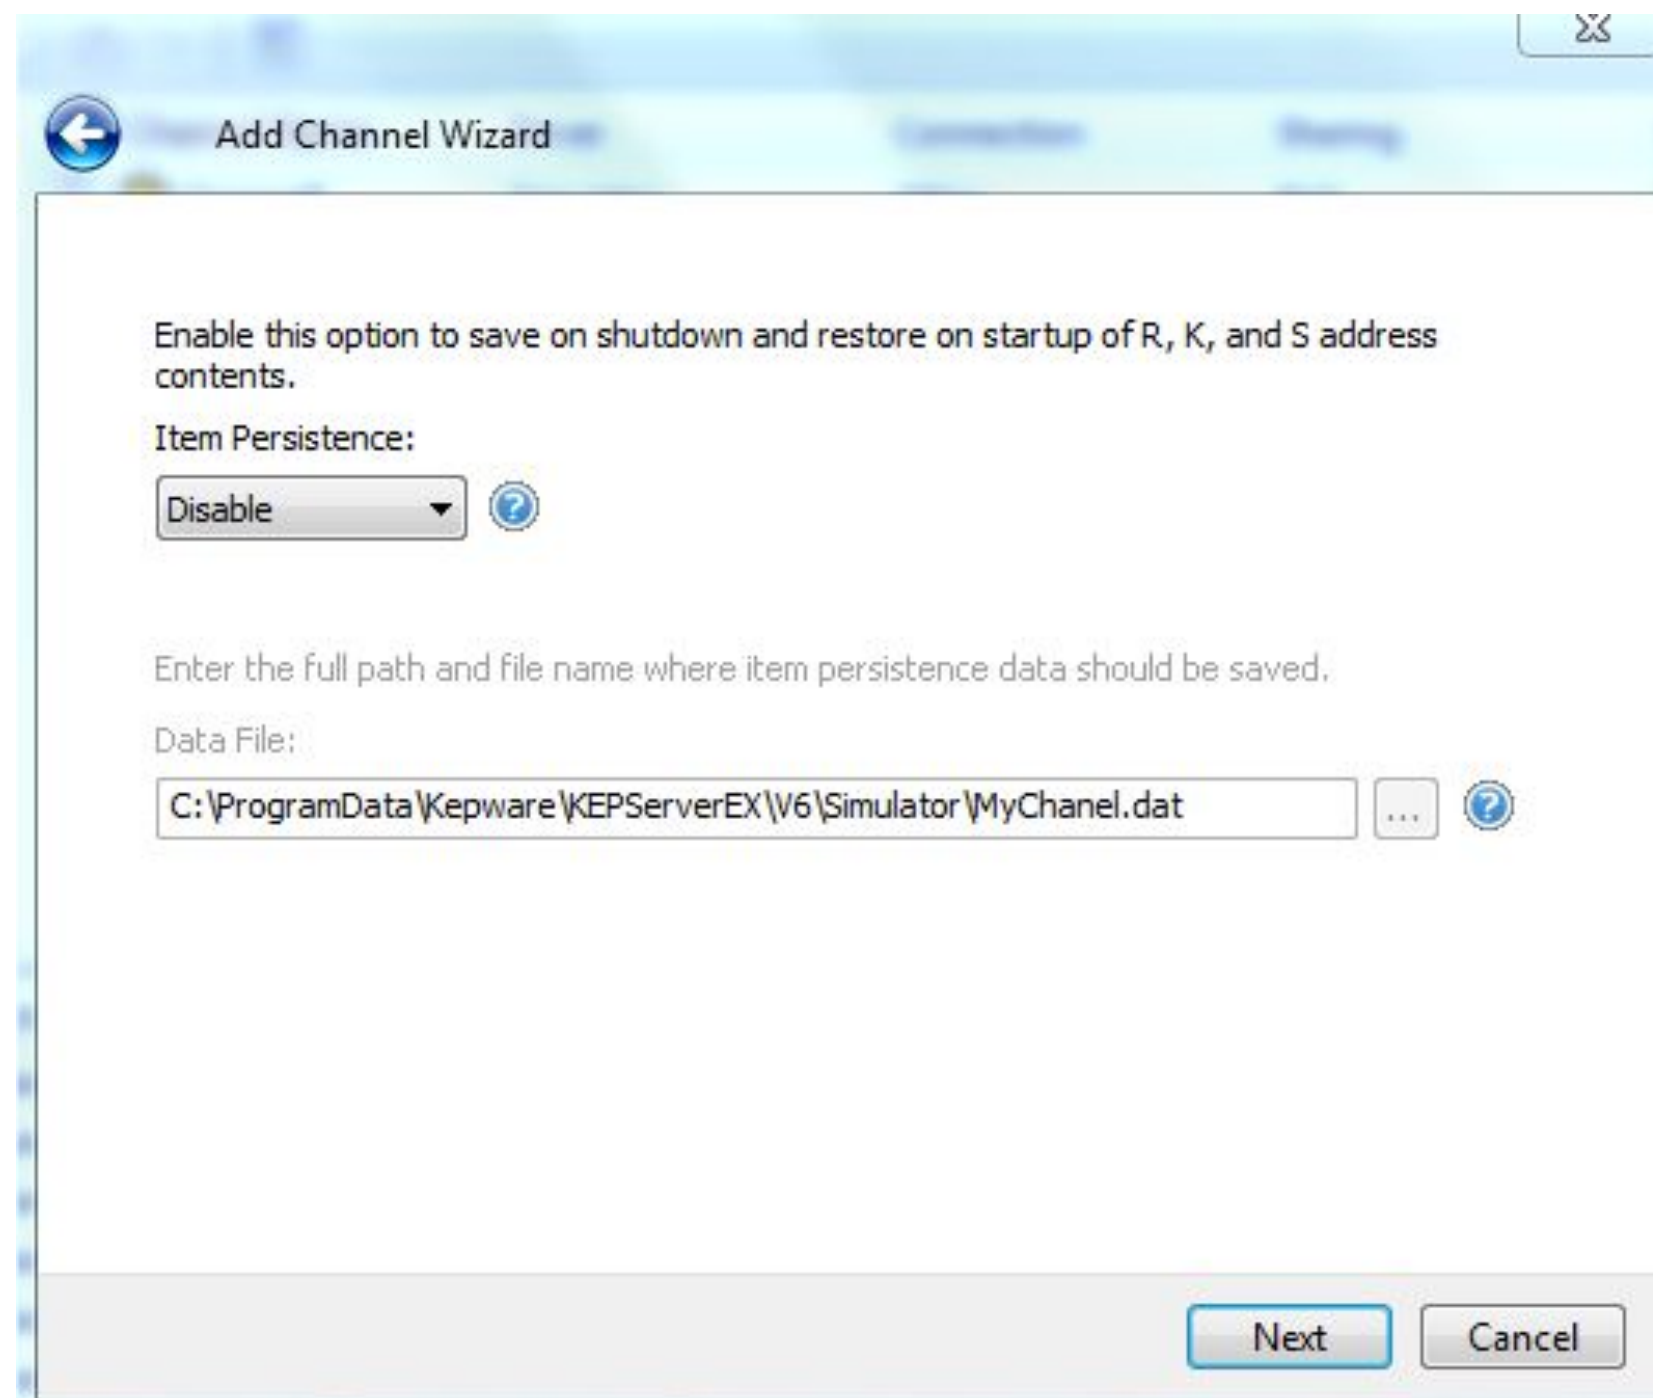 Add Channel Wizard
Enable this option to save on shutdown and restore on startup of R, K, and S address
contents.
Item Persistence:
Disable
Enter the full path and file name where item persistence data should be saved.
Data File:
C:\ProgramData\Kepware\KEPServerEX\V6\Simulator\MyChanel.dat
...
Next
Cancel